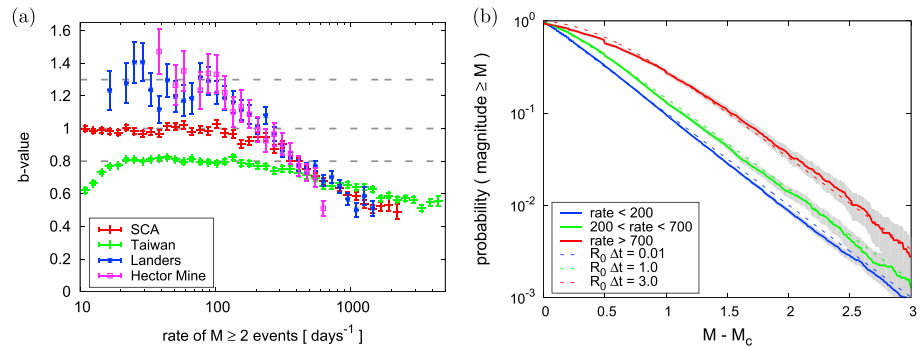 (a)
1.6
1.4
1.2
1
0.8
0.6
0.4
0.2
0
b-value
SCA
Taiwan
Landers
Hector Mine
10
100
1000
rate of M ≥ 2 events [ days⁻¹ ]
(b)
10⁰
10⁻¹
10⁻²
10⁻³
probability ( magnitude ≥ M )
rate < 200
200 < rate < 700
rate > 700
R₀ Δt = 0.01
R₀ Δt = 1.0
R₀ Δt = 3.0
0
0.5
1
1.5
2
2.5
3
M - M꜀